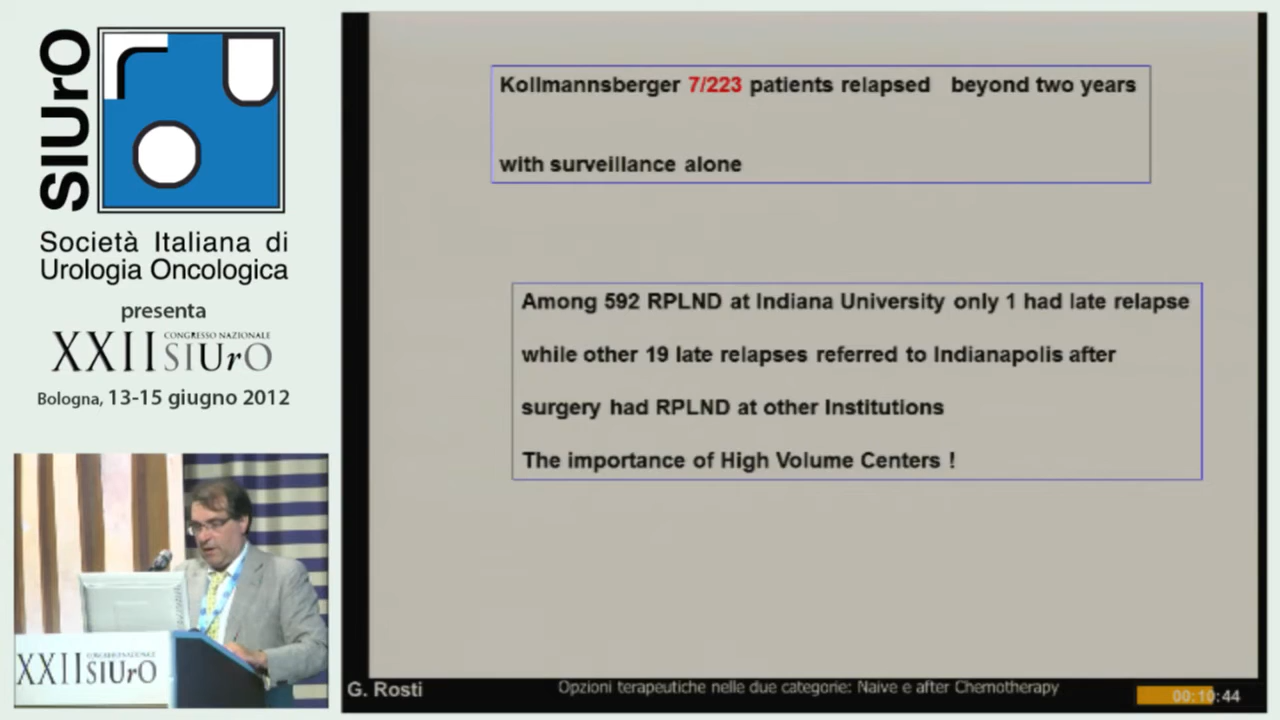 SIUrO
Società Italiana di
Urologia Oncologica
presenta
XXII CONGRESSO NAZIONALE
SIUrO
Bologna, 13-15 giugno 2012
XXII CONGRESSO NAZIONALE
SIUrO
Kollmannsberger 7/223 patients relapsed beyond two years
with surveillance alone
Among 592 RPLND at Indiana University only 1 had late relapse
while other 19 late relapses referred to Indianapolis after
surgery had RPLND at other Institutions
The importance of High Volume Centers !
G. Rosti
Opzioni terapeutiche nelle due categorie: Naive e after Chemotherapy
00:10:44